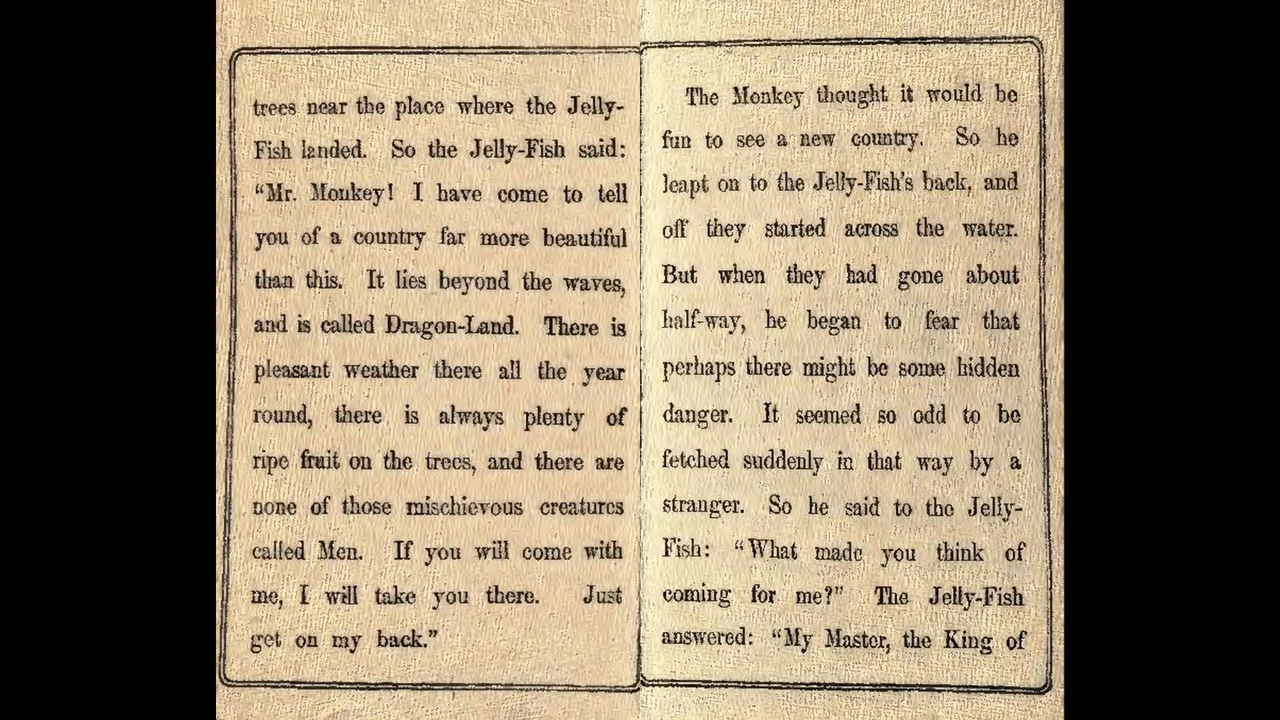 trees near the place where the Jelly-
Fish landed. So the Jelly-Fish said:
“Mr. Monkey! I have come to tell
you of a country far more beautiful
than this. It lies beyond the waves,
and is called Dragon-Land. There is
pleasant weather there all the year
round, there is always plenty of
ripe fruit on the trees, and there are
none of those mischievous creatures
called Men. If you will come with
me, I will take you there. Just
get on my back.”
The Monkey thought it would be
fun to see a new country. So he
leapt on to the Jelly-Fish's back, and
off they started across the water.
But when they had gone about
half-way, he began to fear that
perhaps there might be some hidden
danger. It seemed so odd to be
fetched suddenly in that way by a
stranger. So he said to the Jelly-
Fish: “What made you think of
coming for me?” The Jelly-Fish
answered: “My Master, the King of